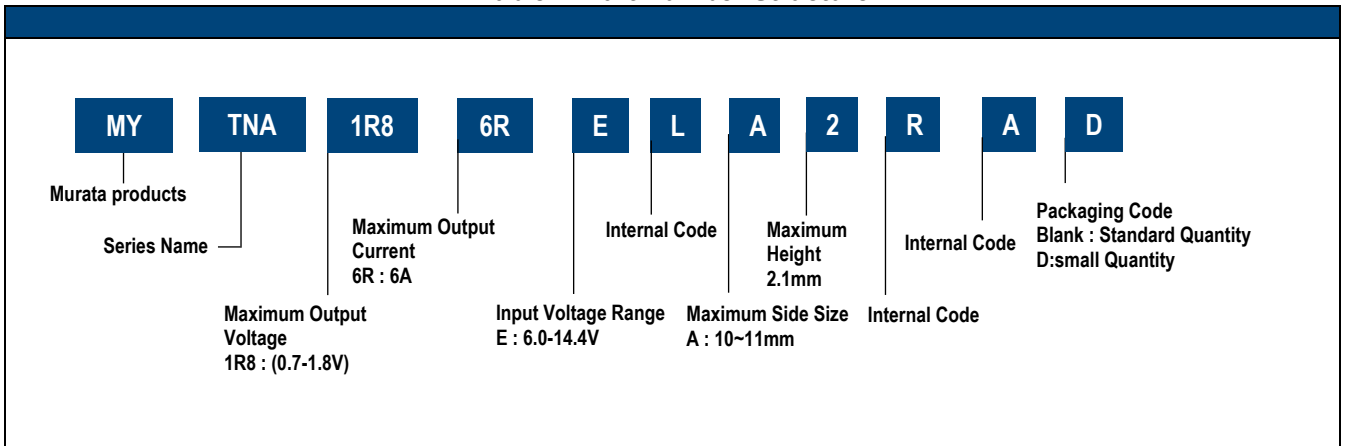 MY TNA 1R8 6R E L A 2 R A D
Murata products
Series Name
Maximum Output
Voltage
1R8 : (0.7-1.8V)
Maximum Output
Current
6R : 6A
Input Voltage Range
E : 6.0-14.4V
Internal Code
Maximum Side Size
A : 10~11mm
Maximum
Height
2.1mm
Internal Code
Internal Code
Packaging Code
Blank : Standard Quantity
D:small Quantity